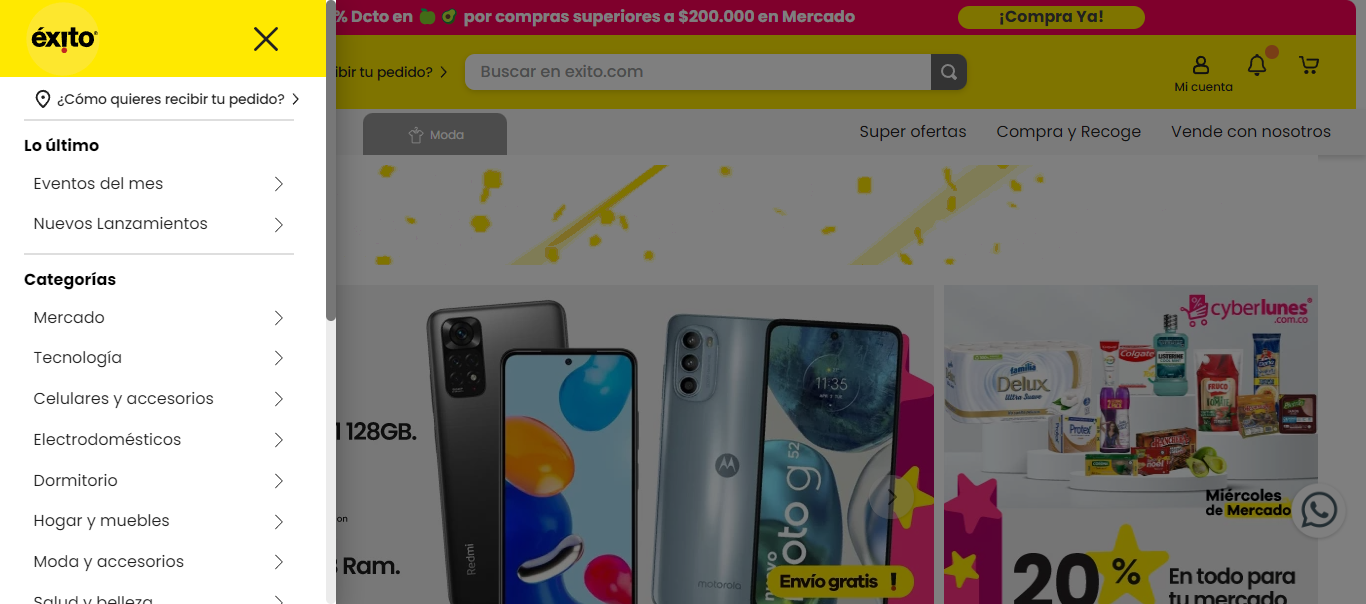 éxito
¿Cómo quieres recibir tu pedido?
Lo último
Eventos del mes
Nuevos Lanzamientos
Categorías
Mercado
Tecnología
Celulares y accesorios
Electrodomésticos
Dormitorio
Hogar y muebles
Moda y accesorios
Salud y belleza
% Dcto en por compras superiores a $200.000 en Mercado
¡Compra Ya!
ibir tu pedido?
Buscar en exito.com
Mi cuenta
Moda
Super ofertas
Compra y Recoge
Vende con nosotros
128GB.
Ram.
Redmi
motorola
moto g 52
nuevo
11:35
Envío gratis !
cyberlunes
.com.co
familia
Delux
Ultra Suave
Colgate
LISTERINE
Protex
FRUCO
RANCHERA
Miércoles
de Mercado
20%
En todo para
tu mercado